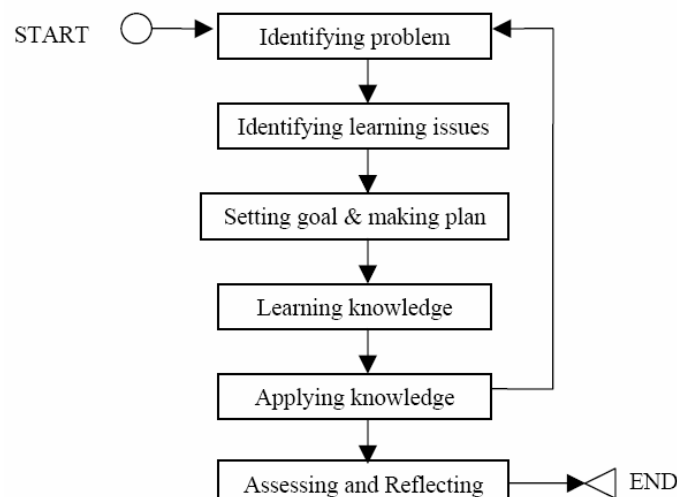 START
Identifying problem
Identifying learning issues
Setting goal & making plan
Learning knowledge
Applying knowledge
Assessing and Reflecting
END